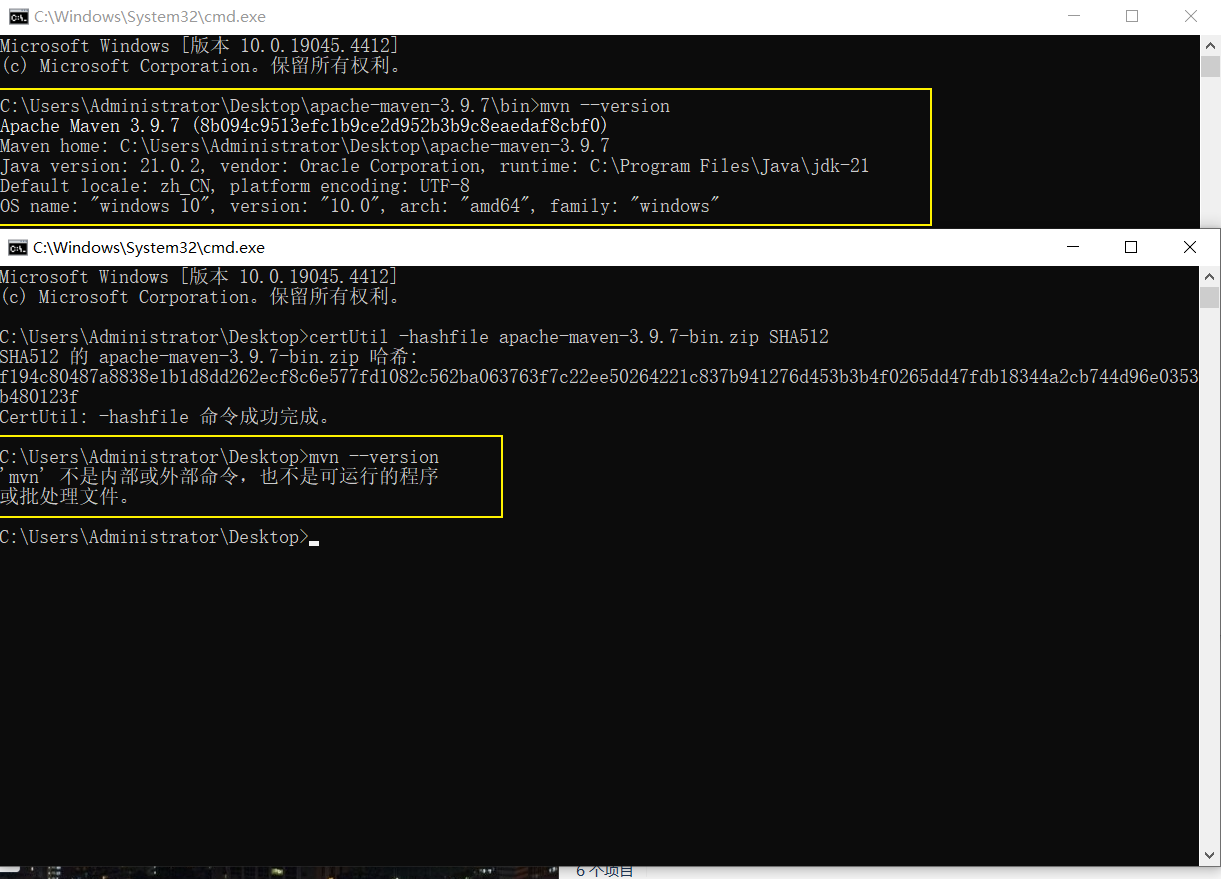 C:\Windows\System32\cmd.exe
Microsoft Windows [版本 10.0.19045.4412]
(c) Microsoft Corporation。保留所有权利。
C:\Users\Administrator\Desktop\apache-maven-3.9.7\bin>mvn --version
Apache Maven 3.9.7 (8b094c9513efc1b9ce2d952b3b9c8eaedaf8cbf0)
Maven home: C:\Users\Administrator\Desktop\apache-maven-3.9.7
Java version: 21.0.2, vendor: Oracle Corporation, runtime: C:\Program Files\Java\jdk-21
Default locale: zh_CN, platform encoding: UTF-8
OS name: "windows 10", version: "10.0", arch: "amd64", family: "windows"
C:\Windows\System32\cmd.exe
Microsoft Windows [版本 10.0.19045.4412]
(c) Microsoft Corporation。保留所有权利。
C:\Users\Administrator\Desktop>certUtil -hashfile apache-maven-3.9.7-bin.zip SHA512
SHA512 的 apache-maven-3.9.7-bin.zip 哈希:
f194c80487a8838e1b1d8dd262ecf8c6e577fd1082c562ba063763f7c22ee50264221c837b941276d453b3b4f0265dd47fdb18344a2cb744d96e0353
b480123f
CertUtil: -hashfile 命令成功完成。
C:\Users\Administrator\Desktop>mvn --version
'mvn' 不是内部或外部命令，也不是可运行的程序
或批处理文件。
C:\Users\Administrator\Desktop>
6 个项目